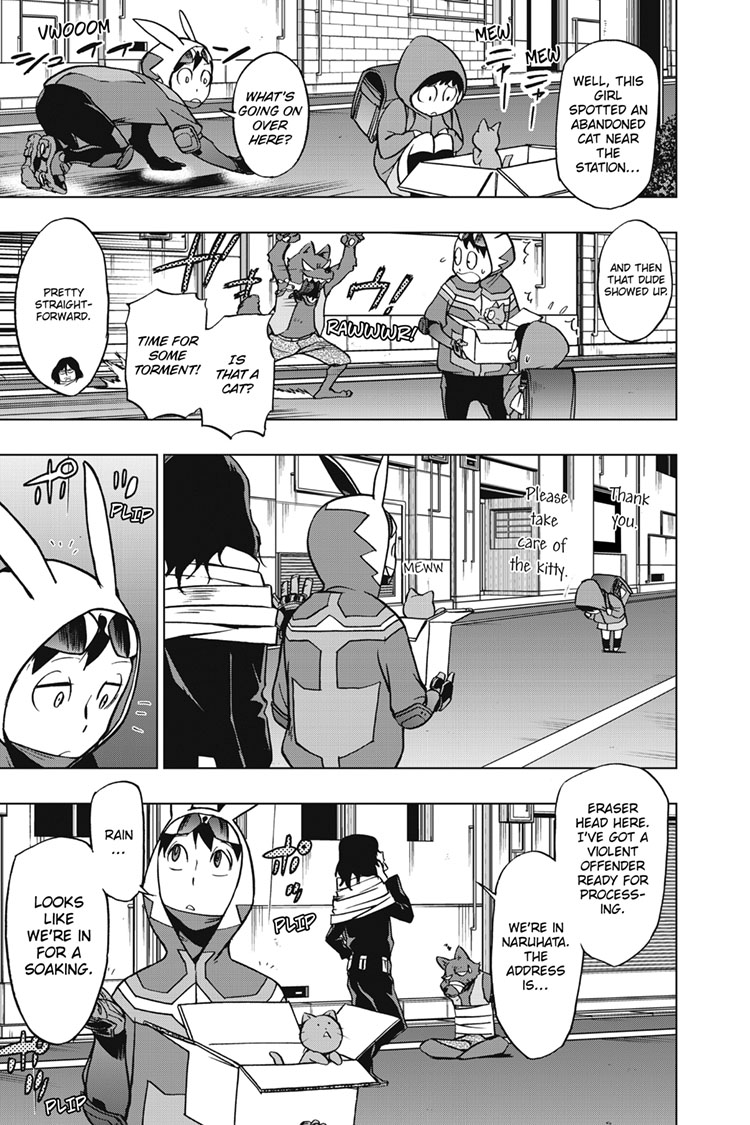 WELL, THIS
GIRL
SPOTTED AN
ABANDONED
CAT NEAR
THE
STATION...
MEW
MEW
WHAT'S
GOING ON
OVER
HERE?
VWOOOM
AND THEN
THAT DUDE
SHOWED UP.
RAWWWR!
IS
THAT A
CAT?
TIME FOR
SOME
TORMENT!
PRETTY
STRAIGHT-
FORWARD.
Thank
you.
Please
take
care of
the kitty.
MEWW
PLIP
ERASER
HEAD HERE.
I'VE GOT A
VIOLENT
OFFENDER
READY FOR
PROCESS-
ING.
WE'RE IN
NARUHATA.
THE
ADDRESS
IS...
PLIP
RAIN
...
LOOKS
LIKE
WE'RE IN
FOR A
SOAKING.
PLIP